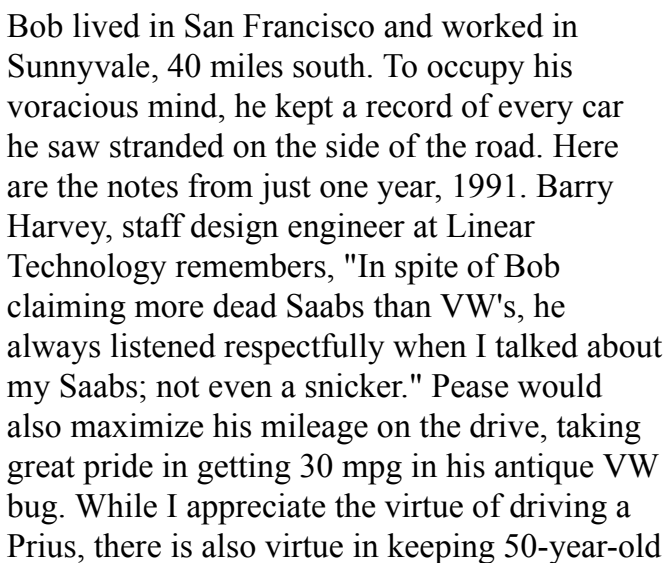 Bob lived in San Francisco and worked in
Sunnyvale, 40 miles south. To occupy his
voracious mind, he kept a record of every car
he saw stranded on the side of the road. Here
are the notes from just one year, 1991. Barry
Harvey, staff design engineer at Linear
Technology remembers, "In spite of Bob
claiming more dead Saabs than VW's, he
always listened respectfully when I talked about
my Saabs; not even a snicker." Pease would
also maximize his mileage on the drive, taking
great pride in getting 30 mpg in his antique VW
bug. While I appreciate the virtue of driving a
Prius, there is also virtue in keeping 50-year-old